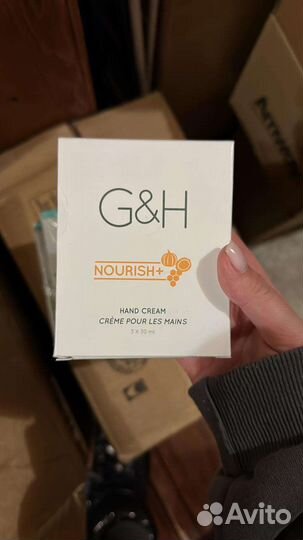 G&H
NOURISH+
HAND CREAM
CRÈME POUR LES MAINS
3 X 30 ml
Avito